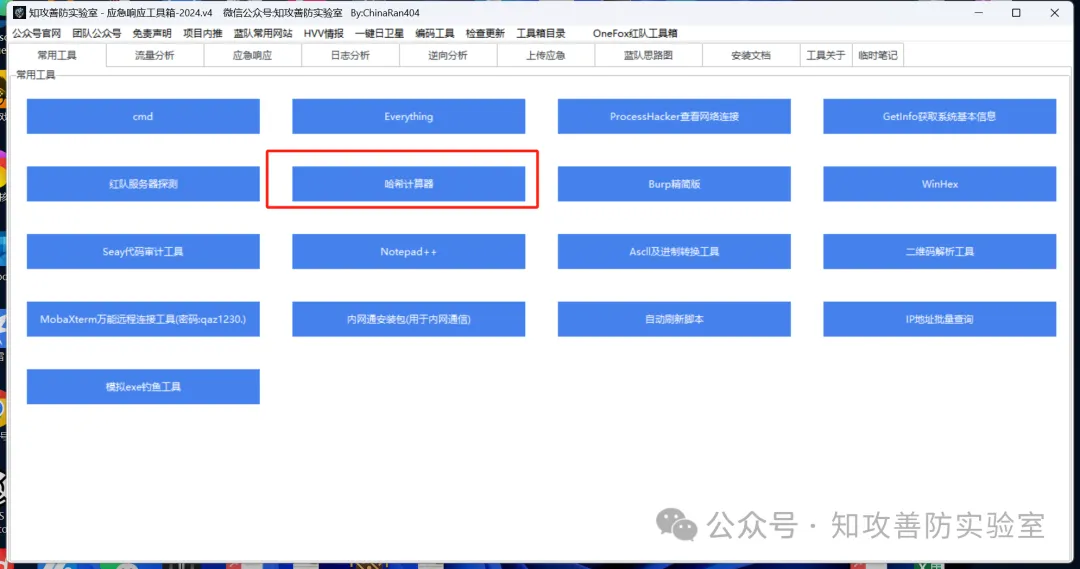 知攻善防实验室 - 应急响应工具箱-2024.v4 微信公众号:知攻善防实验室 By:ChinaRan404
公众号官网 团队公众号 免责声明 项目内推 蓝队常用网站 HVV情报 一键日卫星 编码工具 检查更新 工具箱目录 OneFox红队工具箱
常用工具 流量分析 应急响应 日志分析 逆向分析 上传应急 蓝队思路图 安装文档 工具关于 临时笔记
常用工具
cmd Everything ProcessHacker查看网络连接 GetInfo获取系统基本信息
红队服务器探测 哈希计算器 Burp精简版 WinHex
Seay代码审计工具 Notepad++ Ascll及进制转换工具 二维码解析工具
MobaXterm万能远程连接工具(密码:qaz1230.) 内网通安装包(用于内网通信) 自动刷新脚本 IP地址批量查询
模拟exe钓鱼工具
公众号 · 知攻善防实验室